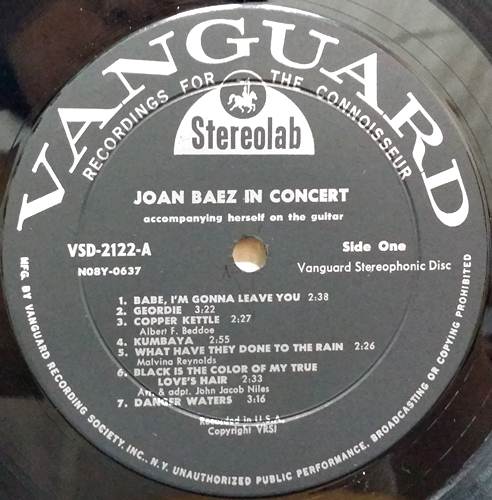 VANGUARD
RECORDINGS FOR THE CONNOISSEUR
Stereolab
JOAN BAEZ IN CONCERT
accompanying herself on the guitar
VSD-2122-A
Side One
N08Y-0637
Vanguard Stereophonic Disc
1. BABE, I'M GONNA LEAVE YOU 2:38
2. GEORDIE 3:22
3. COPPER KETTLE 2:27
Albert F. Beddoe
4. KUMBAYA 2:55
5. WHAT HAVE THEY DONE TO THE RAIN 2:26
Malvina Reynolds
6. BLACK IS THE COLOR OF MY TRUE
LOVE'S HAIR 2:33
Arr. & adpt. John Jacob Niles
7. DANGER WATERS 3:16
Recorded in U.S.A.
Copyright VRSI
MFG. BY VANGUARD RECORDING SOCIETY, INC., N.Y. UNAUTHORIZED PUBLIC PERFORMANCE, BROADCASTING OR COPYING PROHIBITED